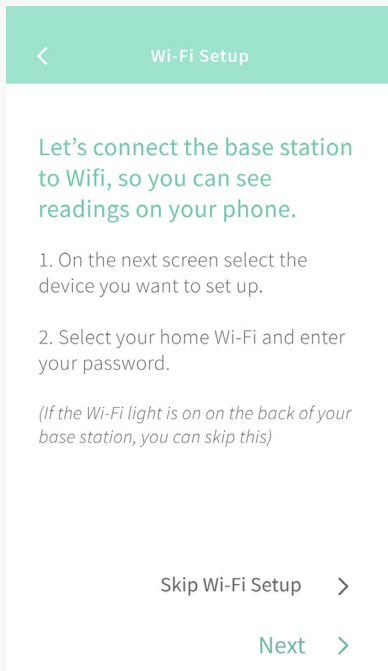 Wi-Fi Setup
Let's connect the base station
to Wifi, so you can see
readings on your phone.
1. On the next screen select the
device you want to set up.
2. Select your home Wi-Fi and enter
your password.
(If the Wi-Fi light is on on the back of your
base station, you can skip this)
Skip Wi-Fi Setup
Next